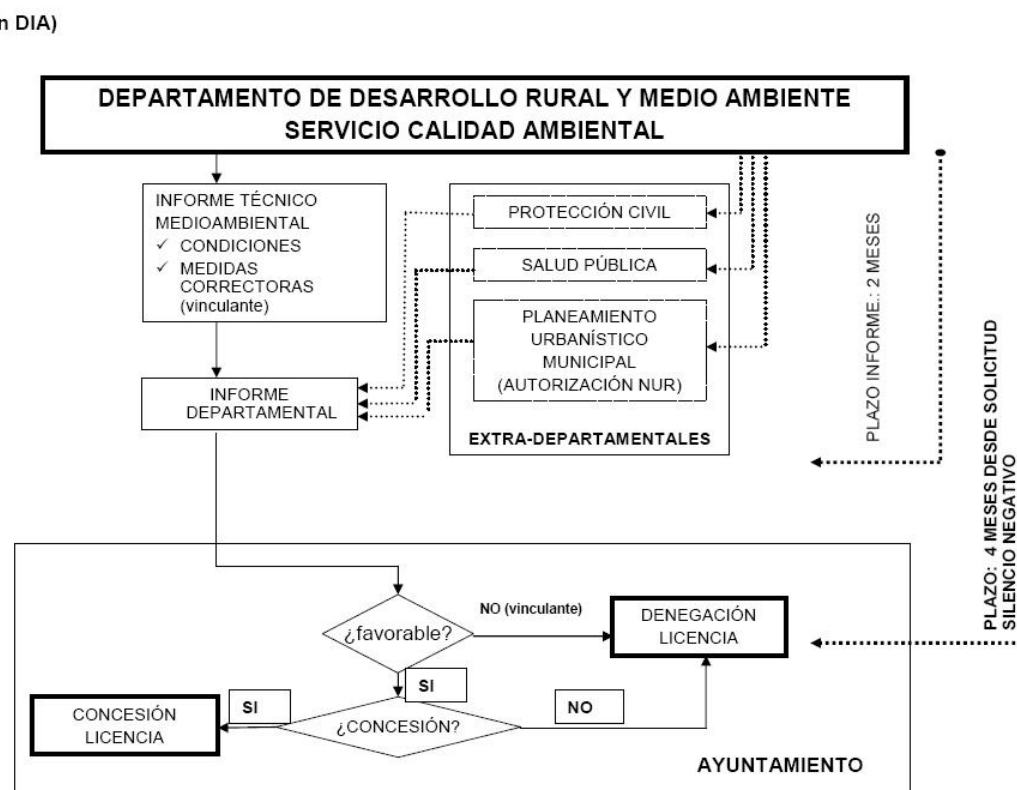 n DIA)
DEPARTAMENTO DE DESARROLLO RURAL Y MEDIO AMBIENTE
SERVICIO CALIDAD AMBIENTAL
INFORME TÉCNICO
MEDIOAMBIENTAL
✓ CONDICIONES
✓ MEDIDAS
CORRECTORAS
(vinculante)
INFORME
DEPARTAMENTAL
PROTECCIÓN CIVIL
SALUD PÚBLICA
PLANEAMIENTO
URBANÍSTICO
MUNICIPAL
(AUTORIZACIÓN NUR)
EXTRA-DEPARTAMENTALES
PLAZO INFORME.: 2 MESES
PLAZO: 4 MESES DESDE SOLICITUD
SILENCIO NEGATIVO
¿favorable?
NO (vinculante)
DENEGACIÓN
LICENCIA
SI
¿CONCESIÓN?
SI
NO
CONCESIÓN
LICENCIA
AYUNTAMIENTO